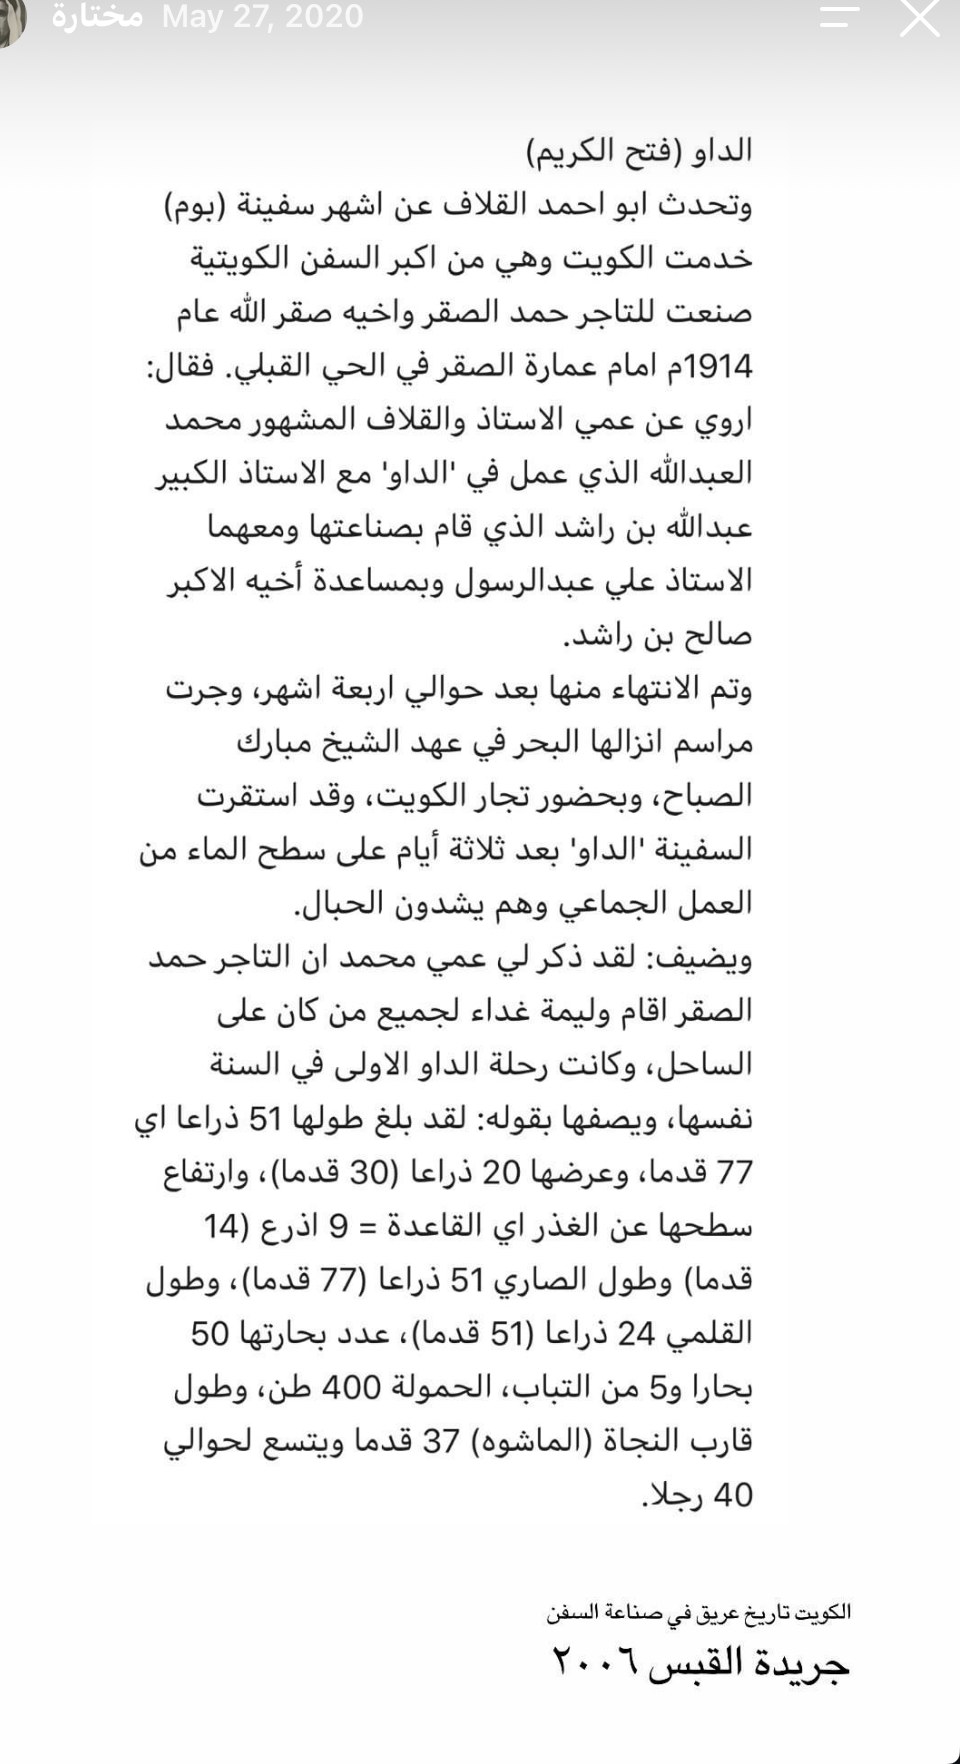 مختارة May 27, 2020
الداو (فتح الكريم)
وتحدث ابو احمد القلاف عن اشهر سفينة (بوم)
خدمت الكويت وهي من اكبر السفن الكويتية
صنعت للتاجر حمد الصقر واخيه صقر الله عام
1914م امام عمارة الصقر في الحي القبلي. فقال:
اروي عن عمي الاستاذ والقلاف المشهور محمد
العبدالله الذي عمل في 'الداو' مع الاستاذ الكبير
عبدالله بن راشد الذي قام بصناعتها ومعهما
الاستاذ علي عبدالرسول وبمساعدة أخيه الاكبر
صالح بن راشد.
وتم الانتهاء منها بعد حوالي اربعة اشهر، وجرت
مراسم انزالها البحر في عهد الشيخ مبارك
الصباح، وبحضور تجار الكويت، وقد استقرت
السفينة 'الداو' بعد ثلاثة أيام على سطح الماء من
العمل الجماعي وهم يشدون الحبال.
ويضيف: لقد ذكر لي عمي محمد ان التاجر حمد
الصقر اقام وليمة غداء لجميع من كان على
الساحل، وكانت رحلة الداو الاولى في السنة
نفسها، ويصفها بقوله: لقد بلغ طولها 51 ذراعا اي
77 قدما، وعرضها 20 ذراعا (30 قدما)، وارتفاع
سطحها عن الغذر اي القاعدة = 9 اذرع (14
قدما) وطول الصاري 51 ذراعا (77 قدما)، وطول
القلمي 24 ذراعا (51 قدما)، عدد بحارتها 50
بحارا و5 من التباب، الحمولة 400 طن، وطول
قارب النجاة (الماشوه) 37 قدما ويتسع لحوالي
40 رجلا.
الكويت تاريخ عريق في صناعة السفن
جريدة القبس ٢٠٠٦